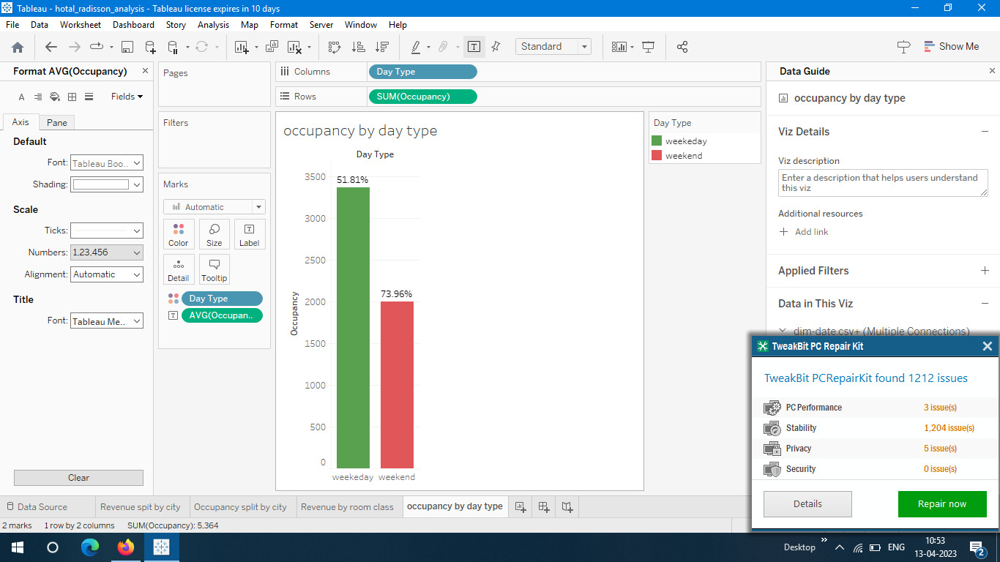 Tableau - hotal_radisson_analysis - Tableau license expires in 10 days
File Data Worksheet Dashboard Story Analysis Map Format Server Window Help
Standard
Show Me
Format AVG(Occupancy)
Fields
Axis Pane
Default
Font: Tableau Boo..
Shading:
Scale
Ticks:
Numbers: 1,23,456
Alignment: Automatic
Title
Font: Tableau Me..
Clear
Pages
Filters
Marks
Automatic
Color Size Label
Detail Tooltip
Day Type
AVG(Occupan..
Columns Day Type
Rows SUM(Occupancy)
occupancy by day type
Day Type
Occupancy
3500
3000
2500
2000
1500
1000
500
0
51.81%
73.96%
weekeday weekend
Day Type
weekeday
weekend
Data Guide
occupancy by day type
Viz Details
Viz description
Enter a description that helps users understand
this viz
Additional resources
Add link
Applied Filters
Data in This Viz
dim-date.csv+ (Multiple Connections)
TweakBit PC Repair Kit
TweakBit PCRepairKit found 1212 issues
PC Performance 3 issue(s)
Stability 1,204 issue(s)
Privacy 5 issue(s)
Security 0 issue(s)
Details Repair now
Data Source Revenue spit by city Occupancy split by city Revenue by room class occupancy by day type
2 marks 1 row by 2 columns SUM(Occupancy): 5,364
Desktop ENG
10:53
13-04-2023
2